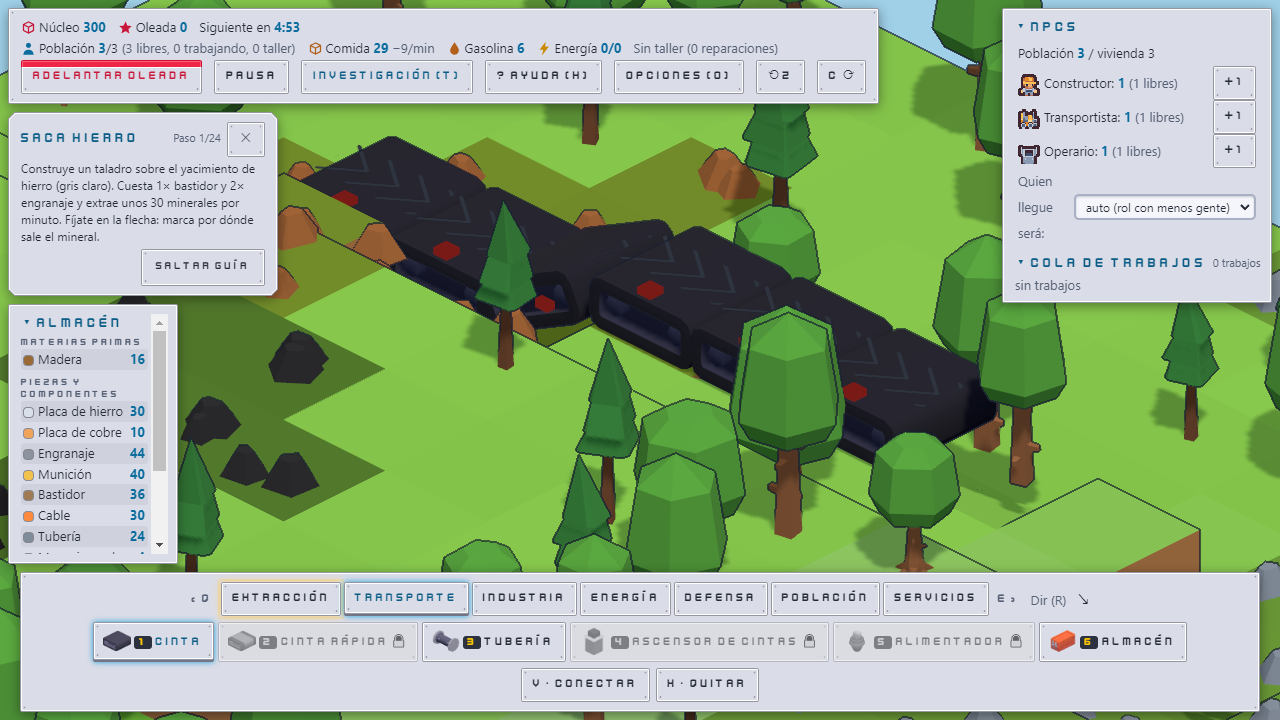 Núcleo 300 Oleada 0 Siguiente en 4:53
Población 3/3 (3 libres, 0 trabajando, 0 taller) Comida 29 −9/min Gasolina 6 Energía 0/0 Sin taller (0 reparaciones)
ADELANTAR OLEADA PAUSA INVESTIGACIÓN (T) ? AYUDA (H) OPCIONES (O) ⟲2 C ⟳
SACA HIERRO Paso 1/24 ×
Construye un taladro sobre el yacimiento de
hierro (gris claro). Cuesta 1× bastidor y 2×
engranaje y extrae unos 30 minerales por
minuto. Fíjate en la flecha: marca por dónde
sale el mineral.
SALTAR GUÍA
ALMACÉN
MATERIAS PRIMAS
Madera 16
PIEZAS Y
COMPONENTES
Placa de hierro 30
Placa de cobre 10
Engranaje 44
Munición 40
Bastidor 36
Cable 30
Tubería 24
NPCS
Población 3 / vivienda 3
Constructor: 1 (1 libres) +1
Transportista: 1 (1 libres) +1
Operario: 1 (1 libres) +1
Quien
llegue auto (rol con menos gente)
será:
COLA DE TRABAJOS 0 trabajos
sin trabajos
‹ Q EXTRACCIÓN TRANSPORTE INDUSTRIA ENERGÍA DEFENSA POBLACIÓN SERVICIOS E › Dir (R) ↘
1 CINTA 2 CINTA RÁPIDA 3 TUBERÍA 4 ASCENSOR DE CINTAS 5 ALIMENTADOR 6 ALMACÉN
V · CONECTAR X · QUITAR